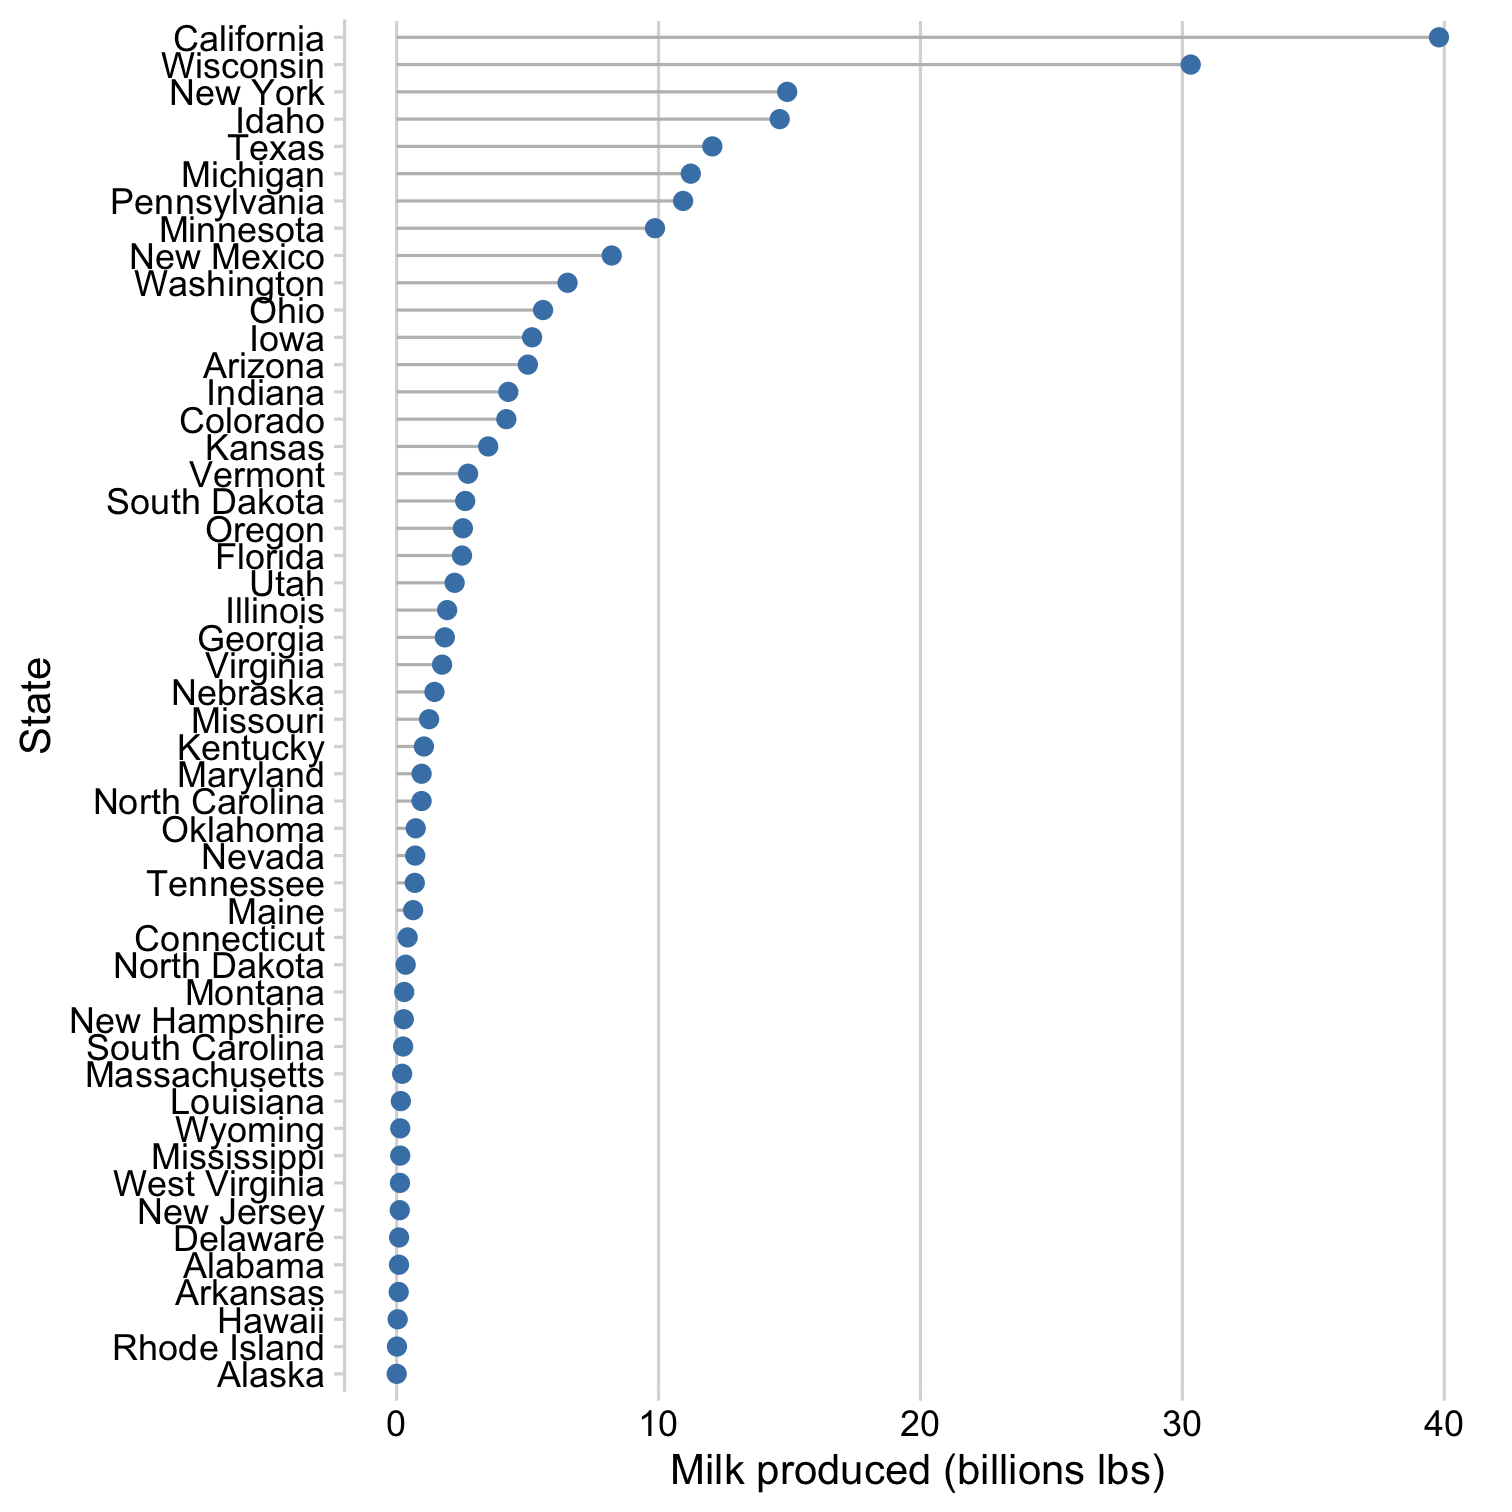 California
Wisconsin
New York
Idaho
Texas
Michigan
Pennsylvania
Minnesota
New Mexico
Washington
Ohio
Iowa
Arizona
Indiana
Colorado
Kansas
Vermont
South Dakota
Oregon
Florida
Utah
Illinois
Georgia
Virginia
Nebraska
Missouri
Kentucky
Maryland
North Carolina
Oklahoma
Nevada
Tennessee
Maine
Connecticut
North Dakota
Montana
New Hampshire
South Carolina
Massachusetts
Louisiana
Wyoming
Mississippi
West Virginia
New Jersey
Delaware
Alabama
Arkansas
Hawaii
Rhode Island
Alaska
State
0 10 20 30 40
Milk produced (billions lbs)